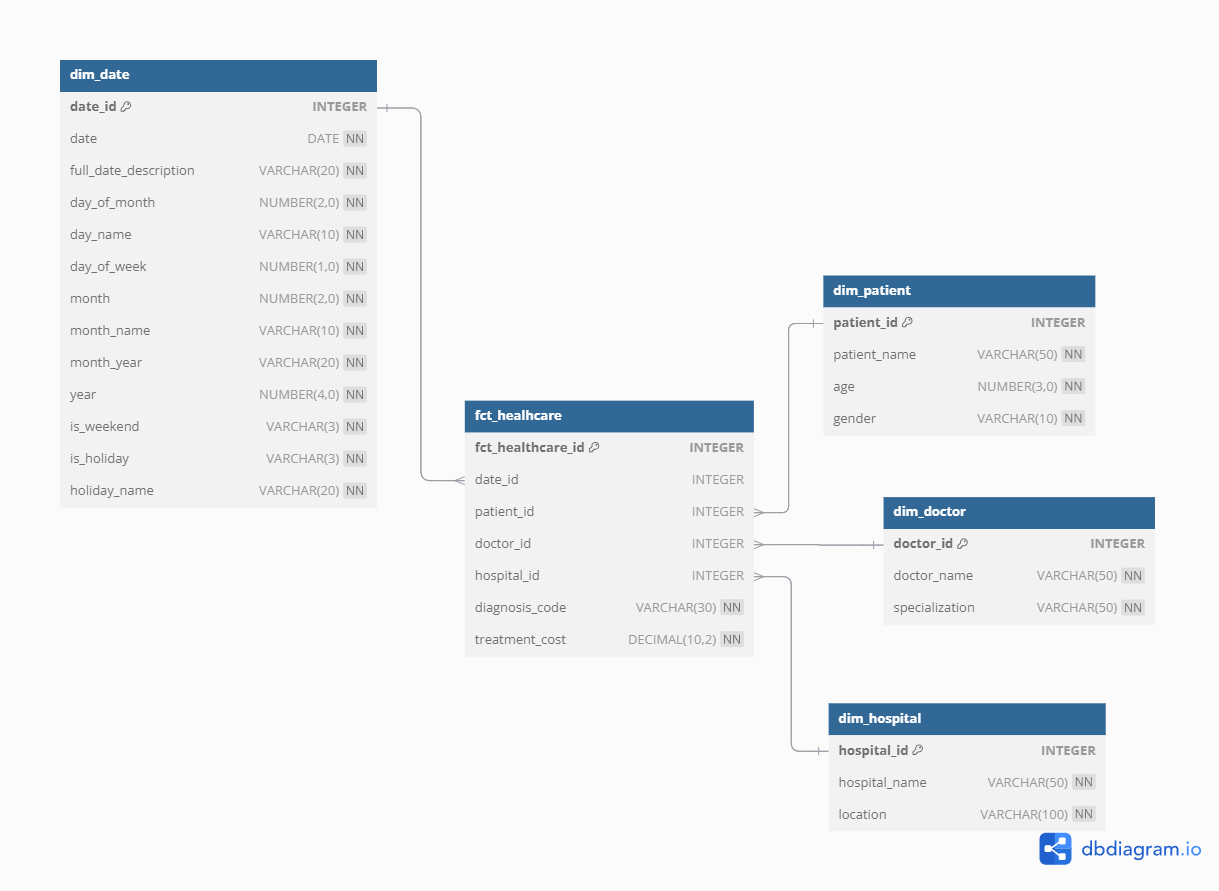 dim_date
date_id INTEGER
date DATE NN
full_date_description VARCHAR(20) NN
day_of_month NUMBER(2,0) NN
day_name VARCHAR(10) NN
day_of_week NUMBER(1,0) NN
month NUMBER(2,0) NN
month_name VARCHAR(10) NN
month_year VARCHAR(20) NN
year NUMBER(4,0) NN
is_weekend VARCHAR(3) NN
is_holiday VARCHAR(3) NN
holiday_name VARCHAR(20) NN
fct_healhcare
fct_healthcare_id INTEGER
date_id INTEGER
patient_id INTEGER
doctor_id INTEGER
hospital_id INTEGER
diagnosis_code VARCHAR(30) NN
treatment_cost DECIMAL(10,2) NN
dim_patient
patient_id INTEGER
patient_name VARCHAR(50) NN
age NUMBER(3,0) NN
gender VARCHAR(10) NN
dim_doctor
doctor_id INTEGER
doctor_name VARCHAR(50) NN
specialization VARCHAR(50) NN
dim_hospital
hospital_id INTEGER
hospital_name VARCHAR(50) NN
location VARCHAR(100) NN
dbdiagram.io